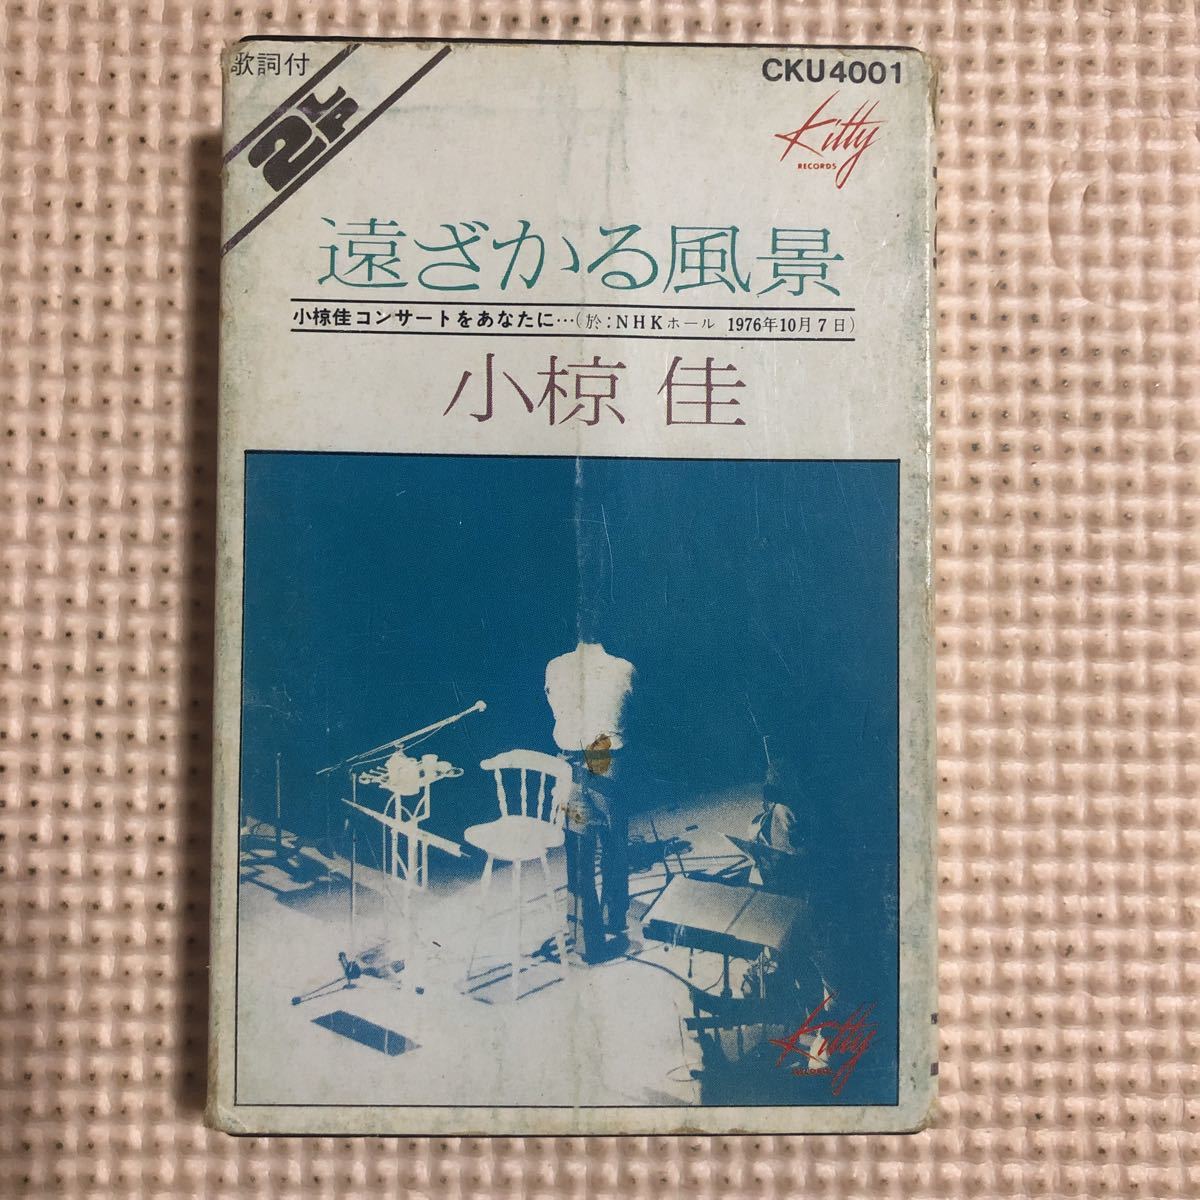 歌詞付
2LP
CKU4001
Kitty
RECORDS
遠ざかる風景
小椋佳コンサートをあなたに…(於:NHKホール 1976年10月7日)
小椋 佳
Kitty
RECORDS